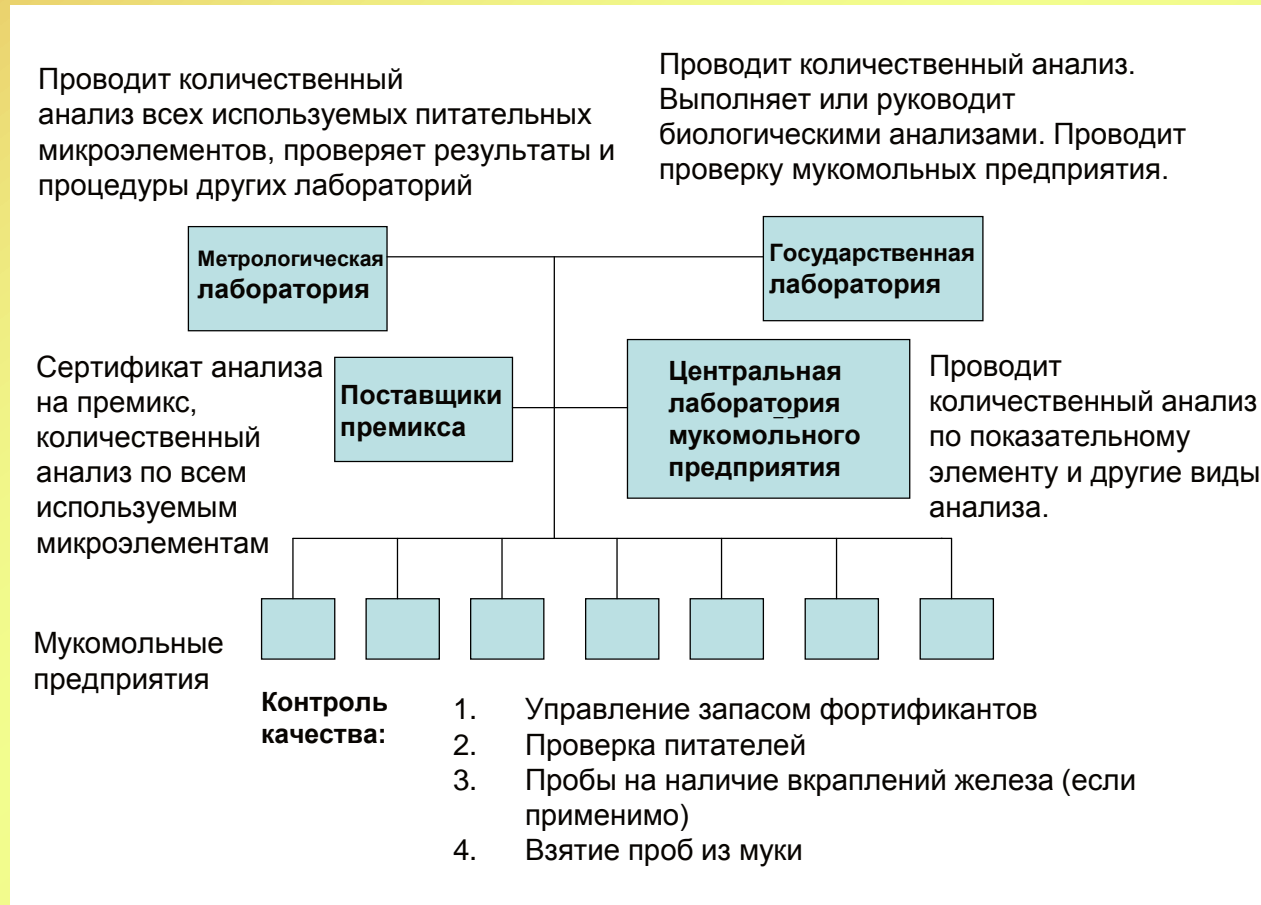 Проводит количественный
анализ всех используемых питательных
микроэлементов, проверяет результаты и
процедуры других лабораторий
Проводит количественный анализ.
Выполняет или руководит
биологическими анализами. Проводит
проверку мукомольных предприятия.
Метрологическая
лаборатория
Государственная
лаборатория
Сертификат анализа
на премикс,
количественный
анализ по всем
используемым
микроэлементам
Поставщики
премикса
Центральная
лаборатория
мукомольного
предприятия
Проводит
количественный анализ
по показательному
элементу и другие виды
анализа.
Мукомольные
предприятия
Контроль
качества:
1. Управление запасом фортификантов
2. Проверка питателей
3. Пробы на наличие вкраплений железа (если
применимо)
4. Взятие проб из муки